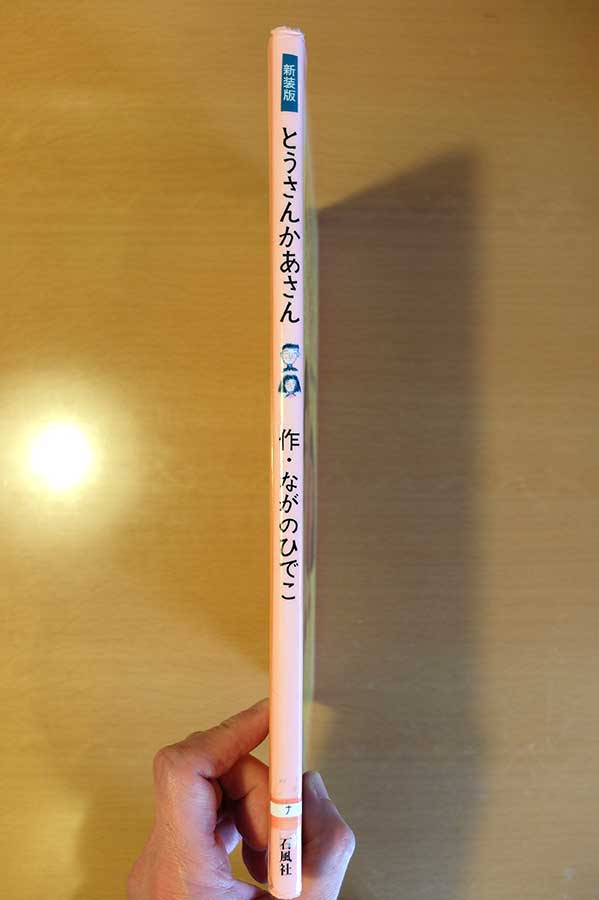 新装版
とうさんかあさん
作・ながのひでこ
ナ
石風社